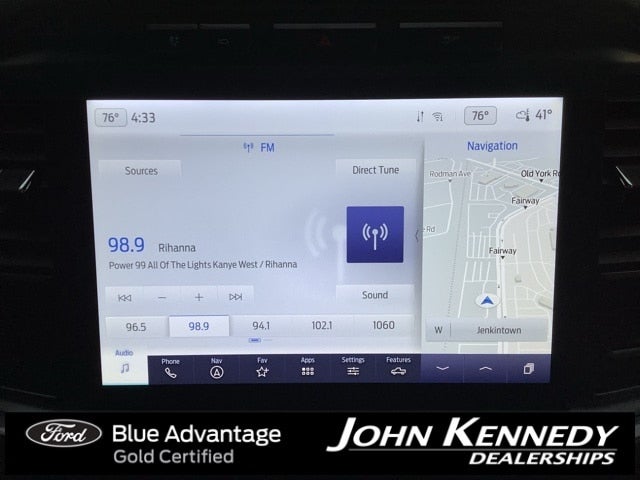 76° 4:33
76° 41°
FM
Navigation
Sources
Direct Tune
Rodman Ave
Old York R
Fairway
e Rd
Fairway
98.9 Rihanna
Power 99 All Of The Lights Kanye West / Rihanna
Sound
96.5 98.9 94.1 102.1 1060
W Jenkintown
Audio Phone Nav Fav Apps Settings Features
Ford
Blue Advantage
Gold Certified
JOHN KENNEDY
DEALERSHIPS